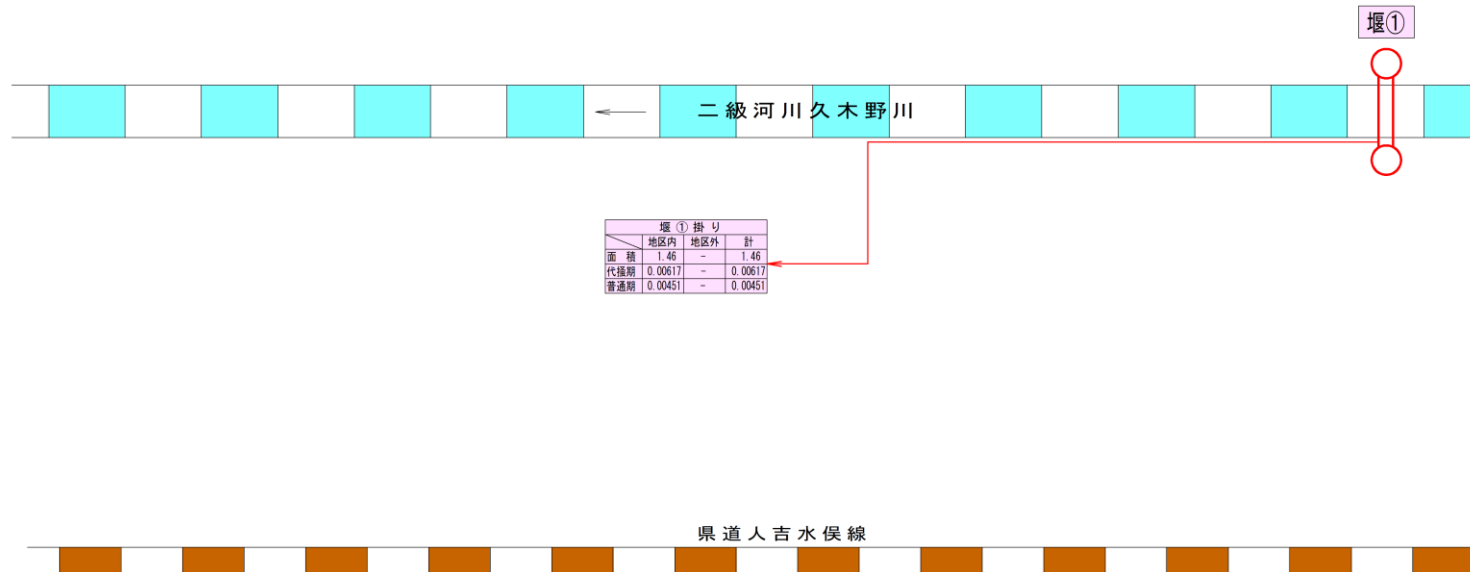 堰①
二級河川久木野川
堰①掛り
地区内 地区外 計
面積 1.46 - 1.46
代掻期 0.00617 - 0.00617
普通期 0.00451 - 0.00451
県道人吉水俣線